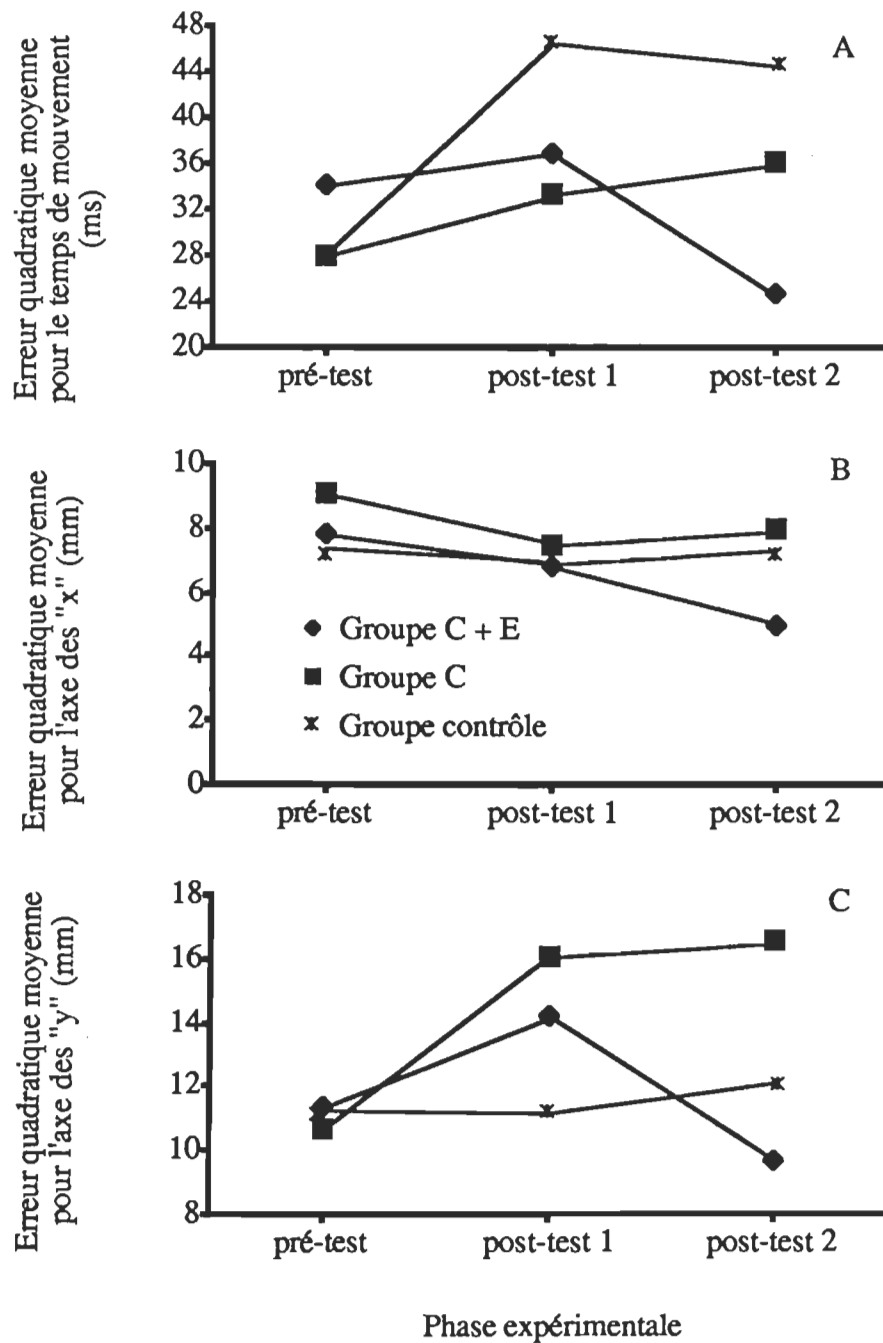 Erreur quadratique moyenne
pour le temps de mouvement
(ms)
48
44
40
36
32
28
24
20
A
pré-test
post-test 1
post-test 2
Erreur quadratique moyenne
pour l'axe des "x" (mm)
10
8
6
4
2
0
B
Groupe C + E
Groupe C
Groupe contrôle
pré-test
post-test 1
post-test 2
Erreur quadratique moyenne
pour l'axe des "y" (mm)
18
16
14
12
10
8
C
pré-test
post-test 1
post-test 2
Phase expérimentale